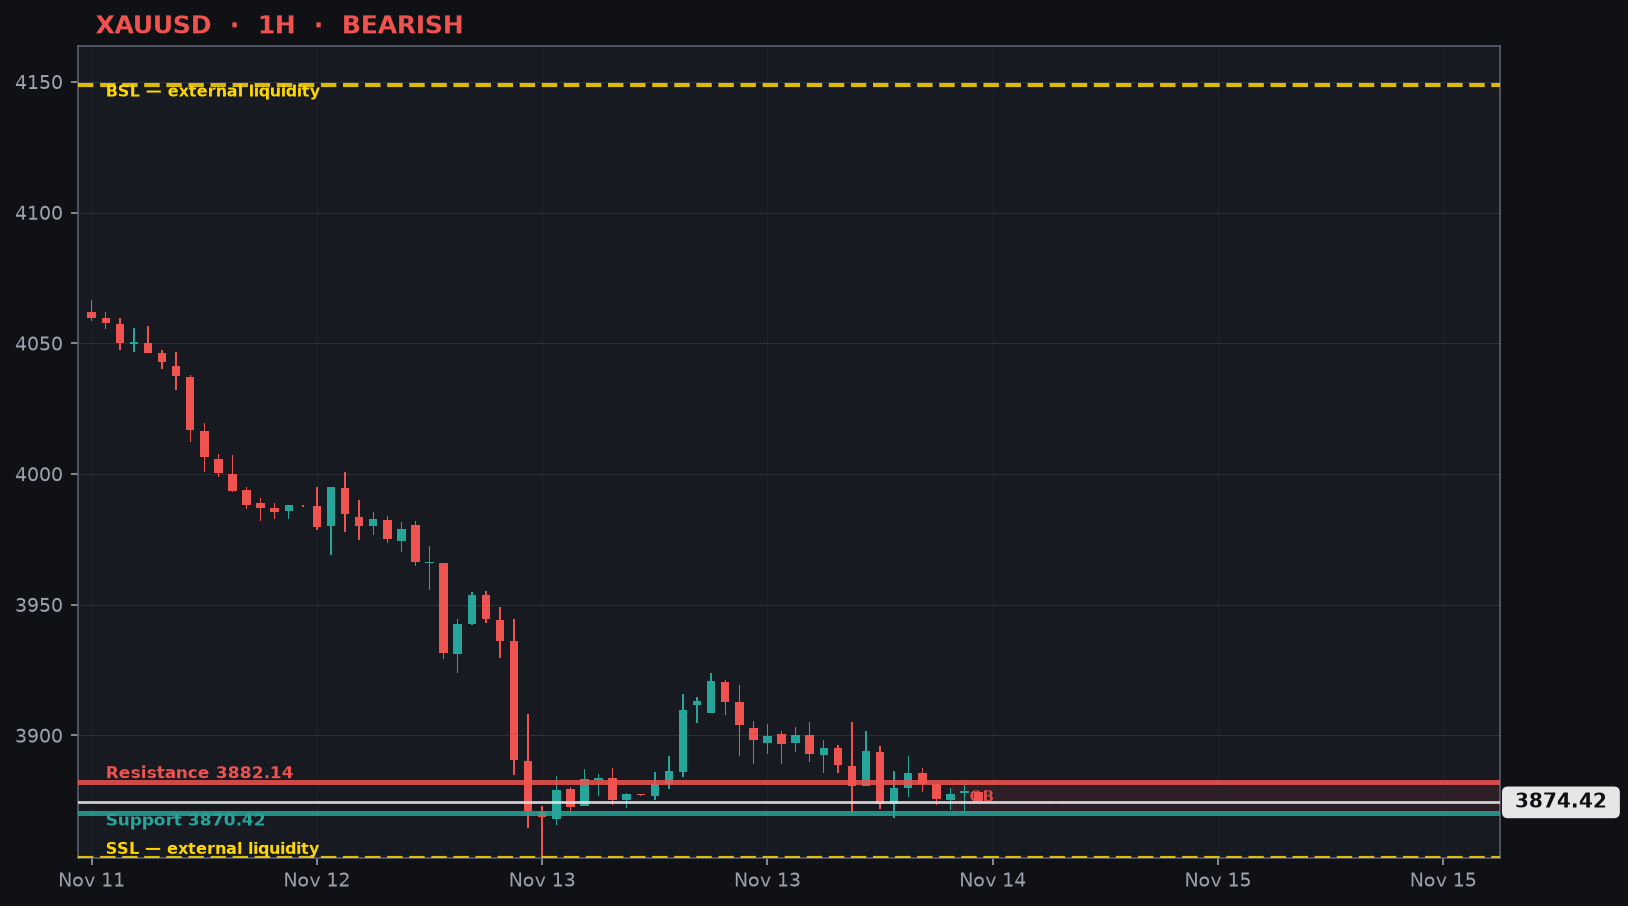 XAUUSD · 1H · BEARISH
4150
BSL — external liquidity
4100
4050
4000
3950
3900
Resistance 3882.14
OB
3874.42
Support 3870.42
SSL — external liquidity
Nov 11
Nov 12
Nov 13
Nov 13
Nov 14
Nov 15
Nov 15